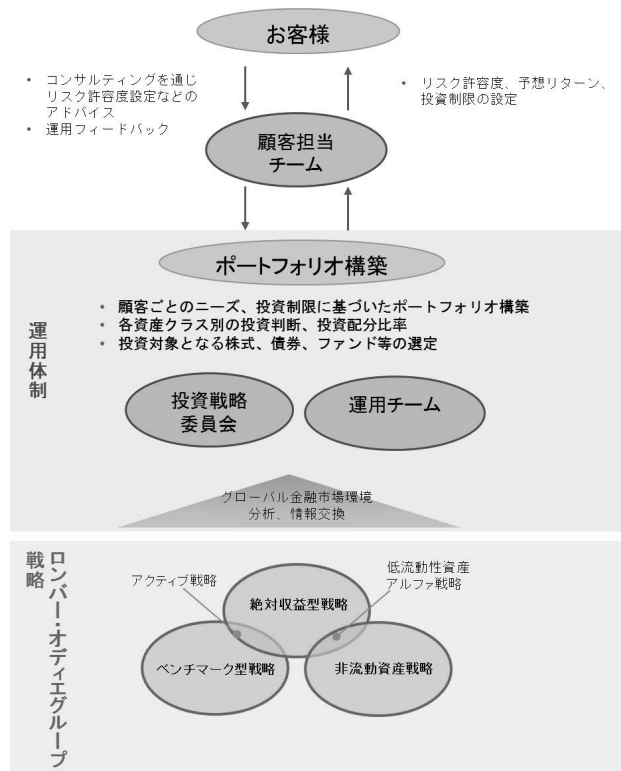 お客様
• コンサルティングを通じ
リスク許容度設定などの
アドバイス
• 運用フィードバック
• リスク許容度、予想リターン、
投資制限の設定
顧客担当
チーム
ポートフォリオ構築
• 顧客ごとのニーズ、投資制限に基づいたポートフォリオ構築
• 各資産クラス別の投資判断、投資配分比率
• 投資対象となる株式、債券、ファンド等の選定
運用体制
投資戦略
委員会
運用チーム
グローバル金融市場環境
分析、情報交換
ロンバー・オディエグループ
戦略
アクティブ戦略
低流動性資産
アルファ戦略
絶対収益型戦略
ベンチマーク型戦略
非流動資産戦略